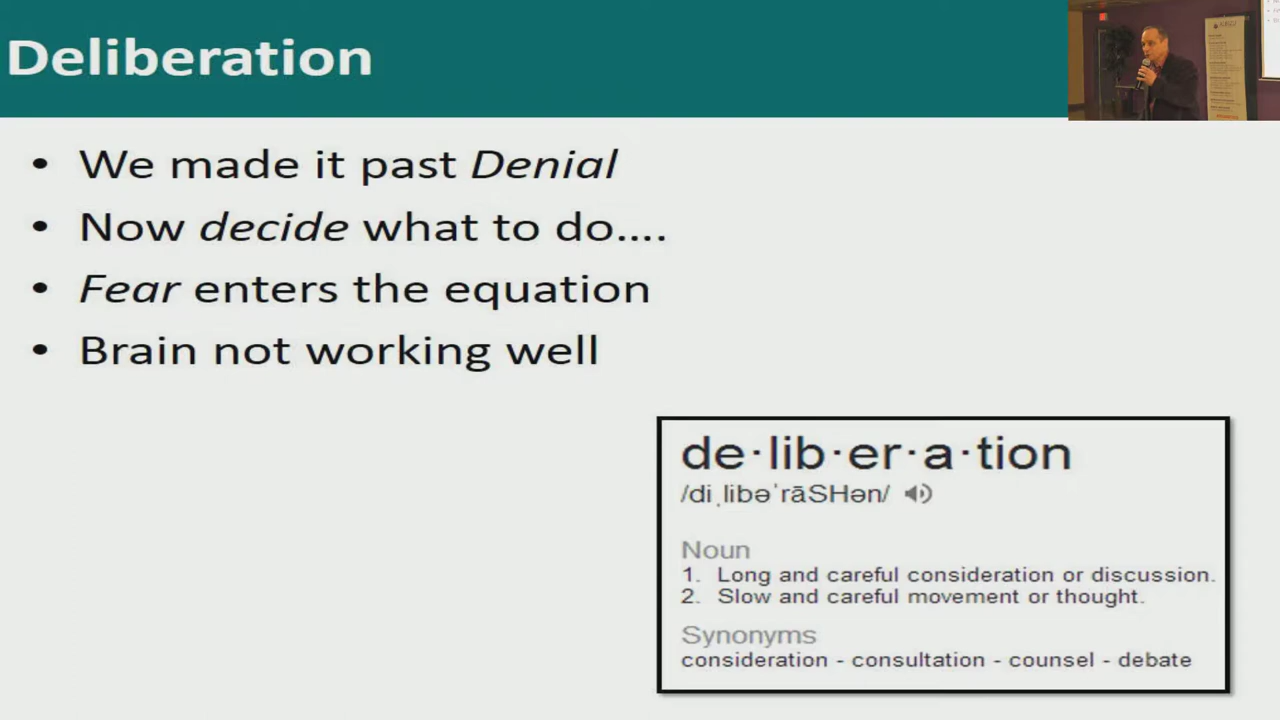 Deliberation
• We made it past Denial
• Now decide what to do....
• Fear enters the equation
• Brain not working well
de·lib·er·a·tion
/diˌlibəˈrāSHən/
Noun
1. Long and careful consideration or discussion.
2. Slow and careful movement or thought.
Synonyms
consideration - consultation - counsel - debate